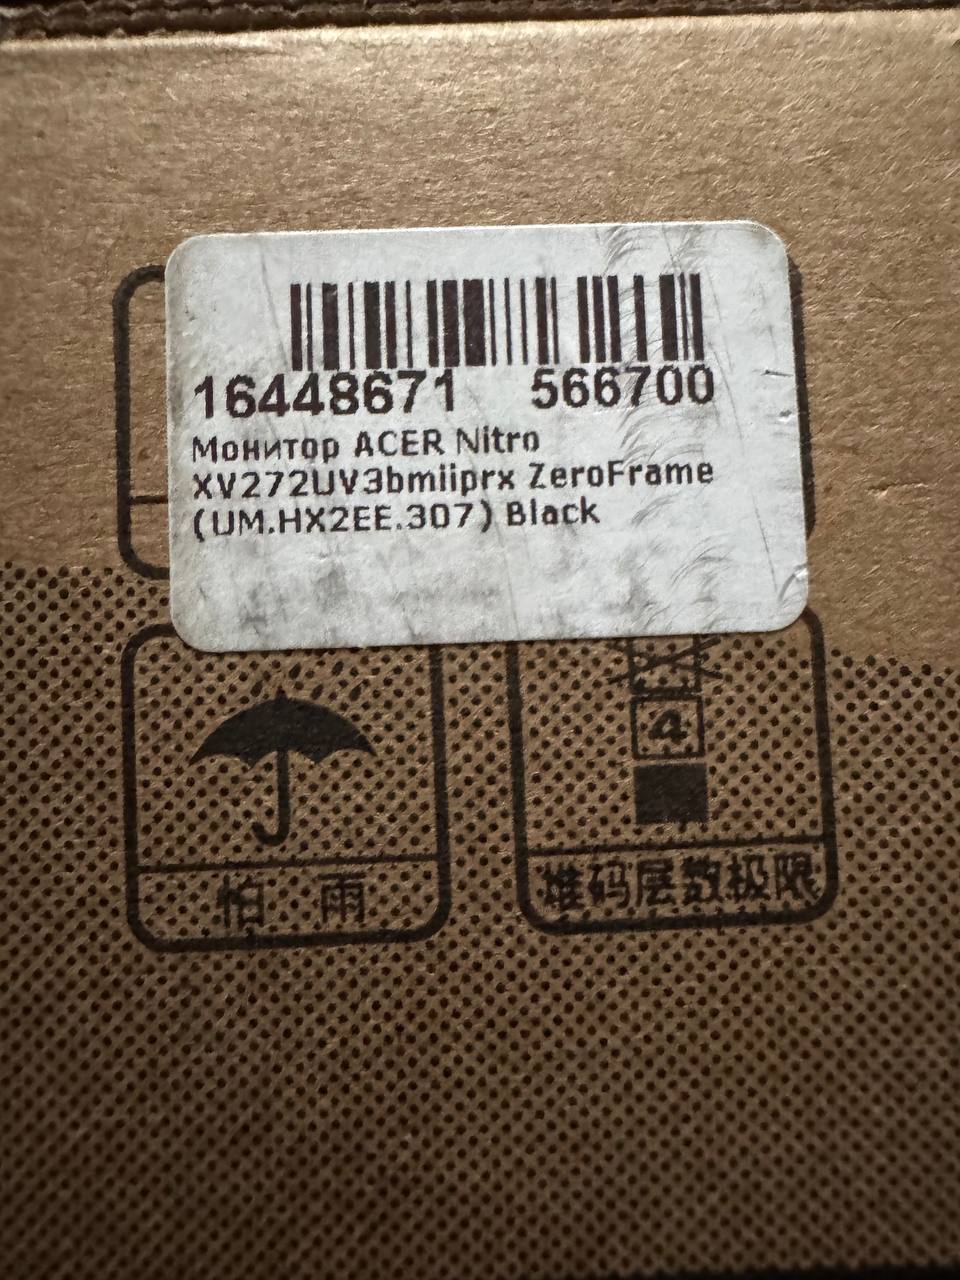 16448671 566700
Монитор ACER Nitro
XV272UV3bmiiprx ZeroFrame
(UM.HX2EE.307) Black
4
怕 雨 堆码层数极限